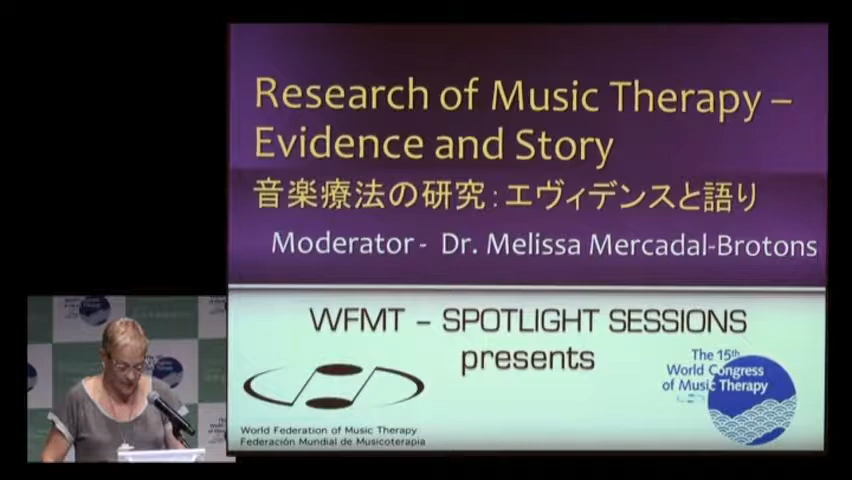 Research of Music Therapy –
Evidence and Story
音楽療法の研究：エヴィデンスと語り
Moderator - Dr. Melissa Mercadal-Brotons
WFMT – SPOTLIGHT SESSIONS
presents
The 15th
World Congress
of Music Therapy
World Federation of Music Therapy
Federación Mundial de Musicoterapia